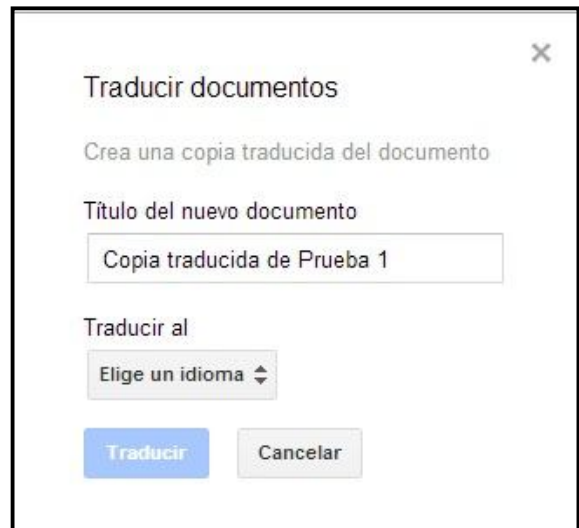 Traducir documentos
Crea una copia traducida del documento
Título del nuevo documento
Copia traducida de Prueba 1
Traducir al
Elige un idioma
Traducir Cancelar